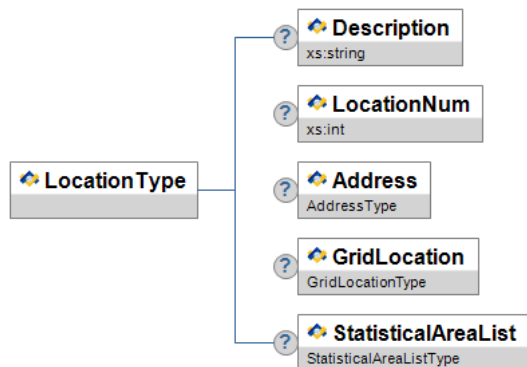 ? Description
xs:string
? LocationNum
xs:int
LocationType
? Address
AddressType
? GridLocation
GridLocationType
? StatisticalAreaList
StatisticalAreaListType